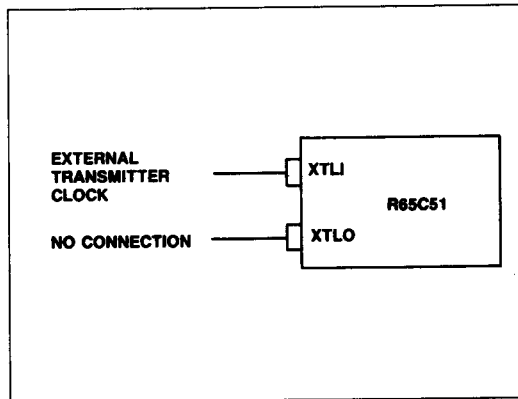 EXTERNAL
TRANSMITTER
CLOCK
XTLI
R65C51
NO CONNECTION
XTLO